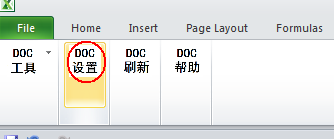 File Home Insert Page Layout Formulas
DOC DOC DOC DOC
工具 设置 刷新 帮助